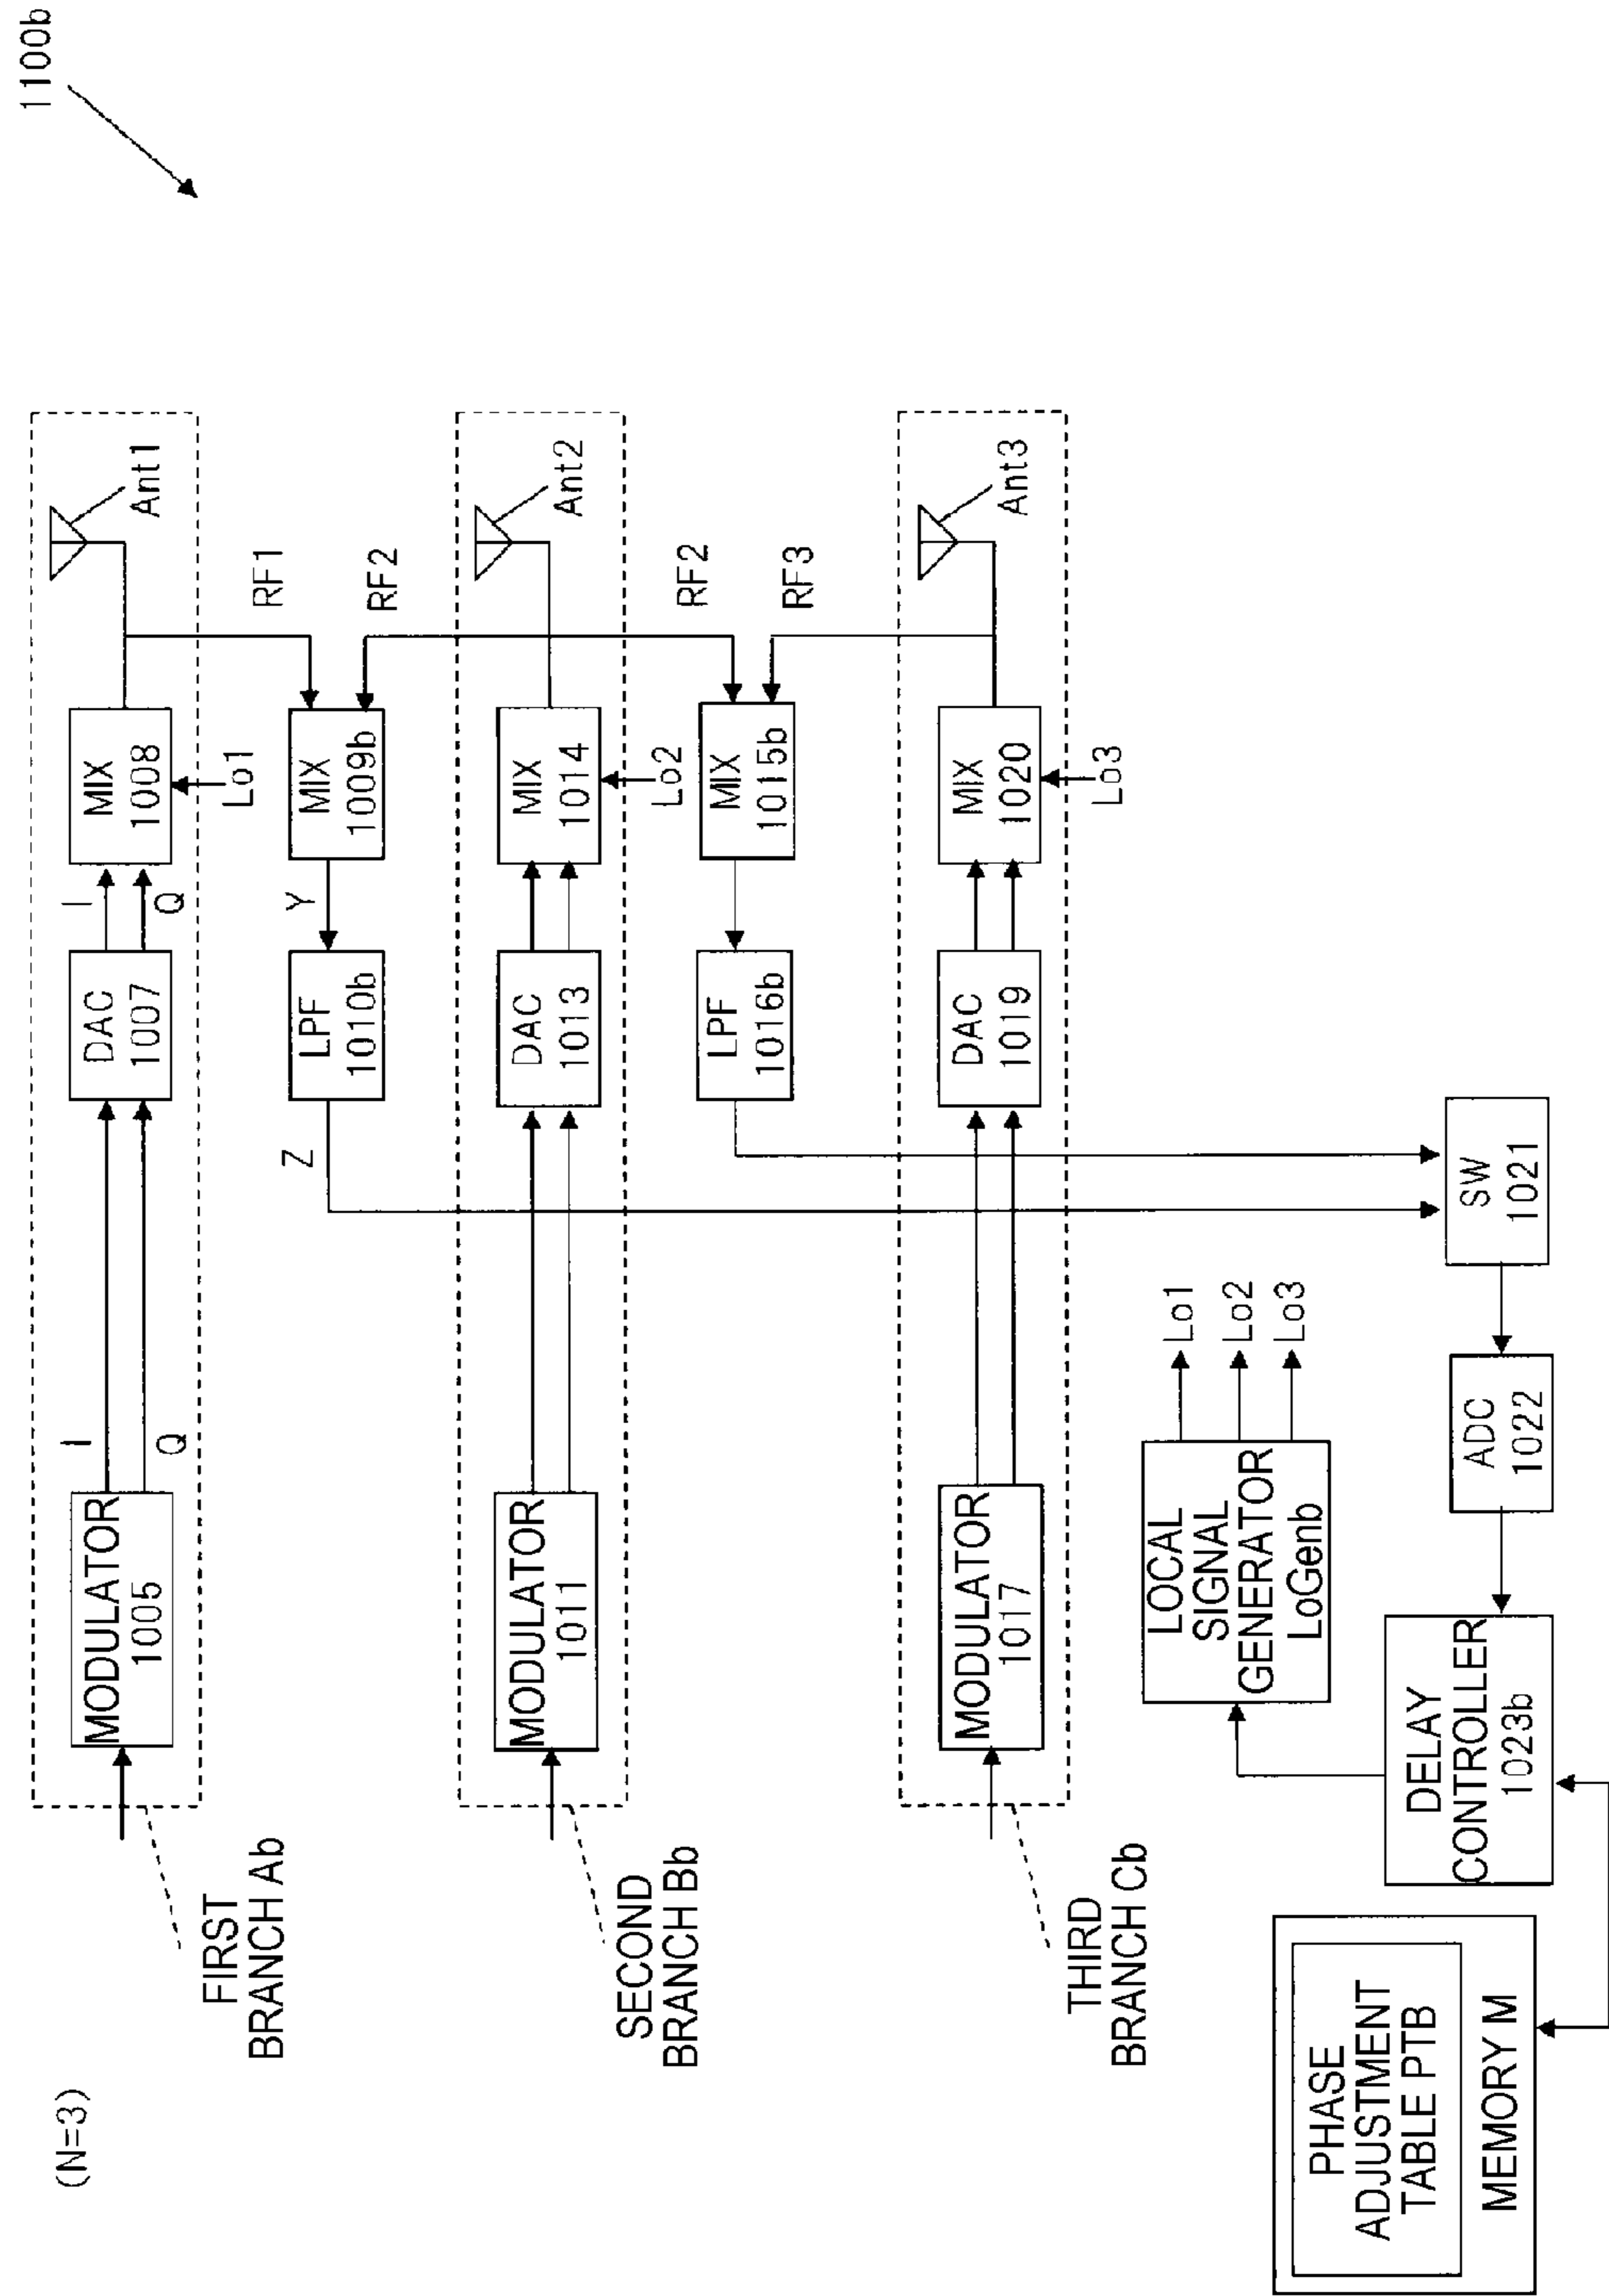 1100b
(N=3)
FIRST
BRANCH Ab
MODULATOR
1005
I
Q
DAC
1007
I
Q
MIX
1008
Lo1
Ant1
RF1
RF2
MIX
1009b
Y
LPF
1010b
Z
SECOND
BRANCH Bb
MODULATOR
1011
DAC
1013
MIX
1014
Lo2
Ant2
RF2
RF3
MIX
1015b
LPF
1016b
THIRD
BRANCH Cb
MODULATOR
1017
DAC
1019
MIX
1020
Lo3
Ant3
LOCAL
SIGNAL
GENERATOR
LoGenb
Lo1
Lo2
Lo3
PHASE
ADJUSTMENT
TABLE PTB
MEMORY M
DELAY
CONTROLLER
1023b
ADC
1022
SW
1021